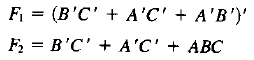 F₁ = (B'C' + A'C' + A'B')'
F₂ = B'C' + A'C' + ABC